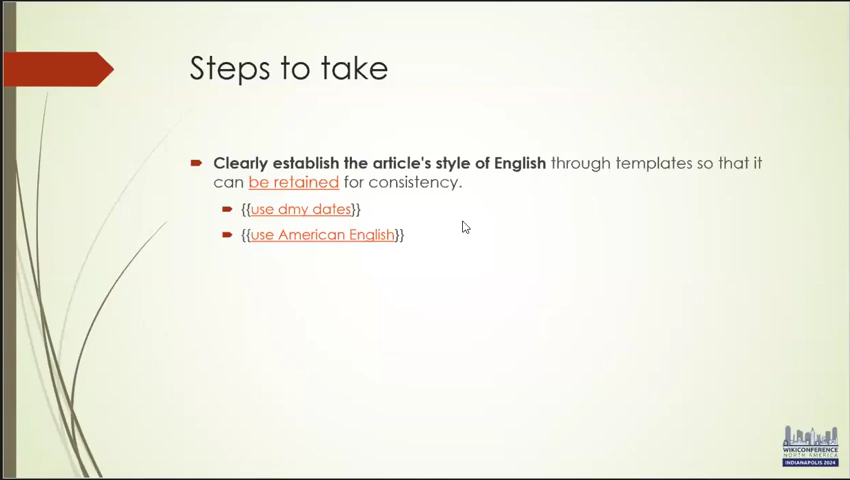 Steps to take
Clearly establish the article's style of English through templates so that it
can be retained for consistency.
{{use dmy dates}}
{{use American English}}
WIKICONFERENCE
NORTH AMERICA
INDIANAPOLIS 2024